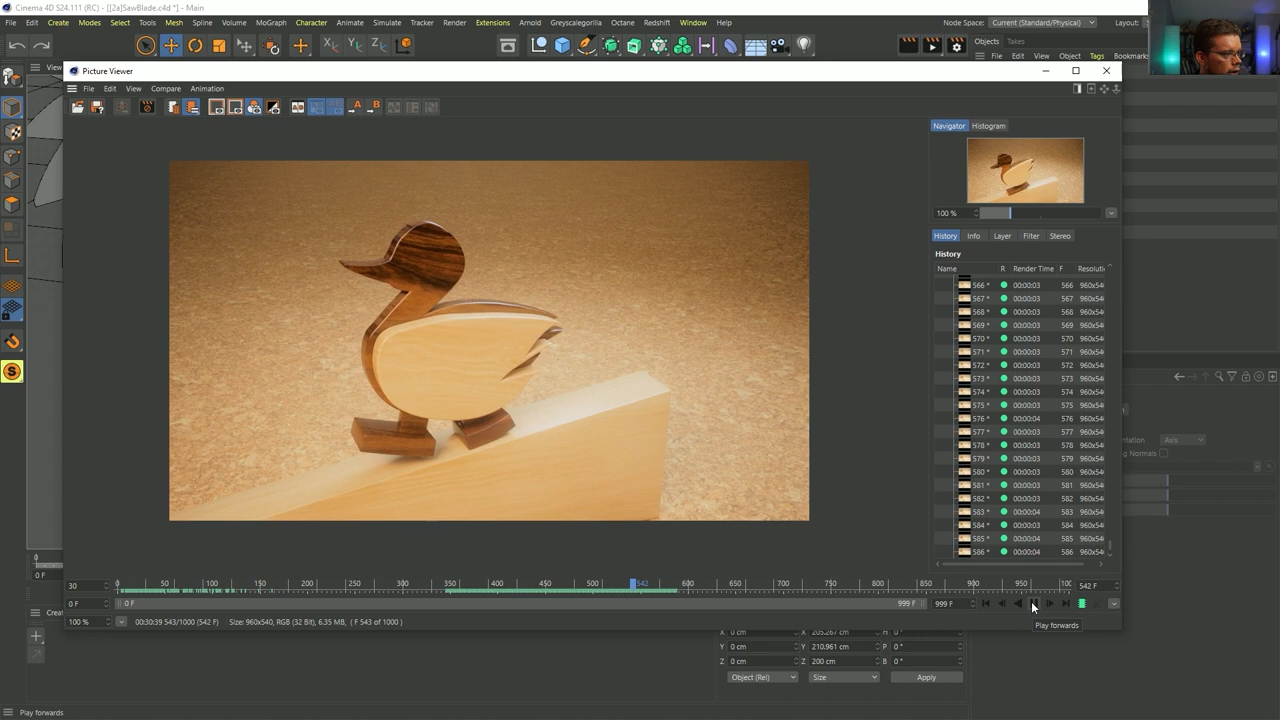 Cinema 4D S24.111 (RC) - [[2a]SawBlade.c4d *] - Main
File Edit Create Modes Select Tools Mesh Spline Volume MoGraph Character Animate Simulate Tracker Render Extensions Arnold Greyscalegorilla Octane Redshift Window Help
Node Space: Current (Standard/Physical) Layout:
Objects Takes
File Edit View Object Tags Bookmarks
View
Picture Viewer
File Edit View Compare Animation
Navigator Histogram
100 %
History Info Layer Filter Stereo
History
Name R Render Time F Resoluti
566 * 00:00:03 566 960x54
567 * 00:00:03 567 960x54
568 * 00:00:03 568 960x54
569 * 00:00:03 569 960x54
570 * 00:00:03 570 960x54
571 * 00:00:03 571 960x54
572 * 00:00:03 572 960x54
573 * 00:00:03 573 960x54
574 * 00:00:03 574 960x54
575 * 00:00:03 575 960x54
576 * 00:00:04 576 960x54
577 * 00:00:03 577 960x54
578 * 00:00:03 578 960x54
579 * 00:00:03 579 960x54
580 * 00:00:03 580 960x54
581 * 00:00:03 581 960x54
582 * 00:00:03 582 960x54
583 * 00:00:04 583 960x54
584 * 00:00:03 584 960x54
585 * 00:00:04 585 960x54
586 * 00:00:04 586 960x54
ntation Axis
ng Normals
0
0 F
30 0 50 100 150 200 250 300 350 400 450 500 542 600 650 700 750 800 850 900 950 100 542 F
0 F 0 F 999 F 999 F
100 % 00:30:39 543/1000 (542 F) Size: 960x540, RGB (32 Bit), 6.35 MB, ( F 543 of 1000 )
Play forwards
Creat
X 0 cm X 205.267 cm H 0 °
Y 0 cm Y 210.961 cm P 0 °
Z 0 cm Z 200 cm B 0 °
Object (Rel) Size Apply
Play forwards